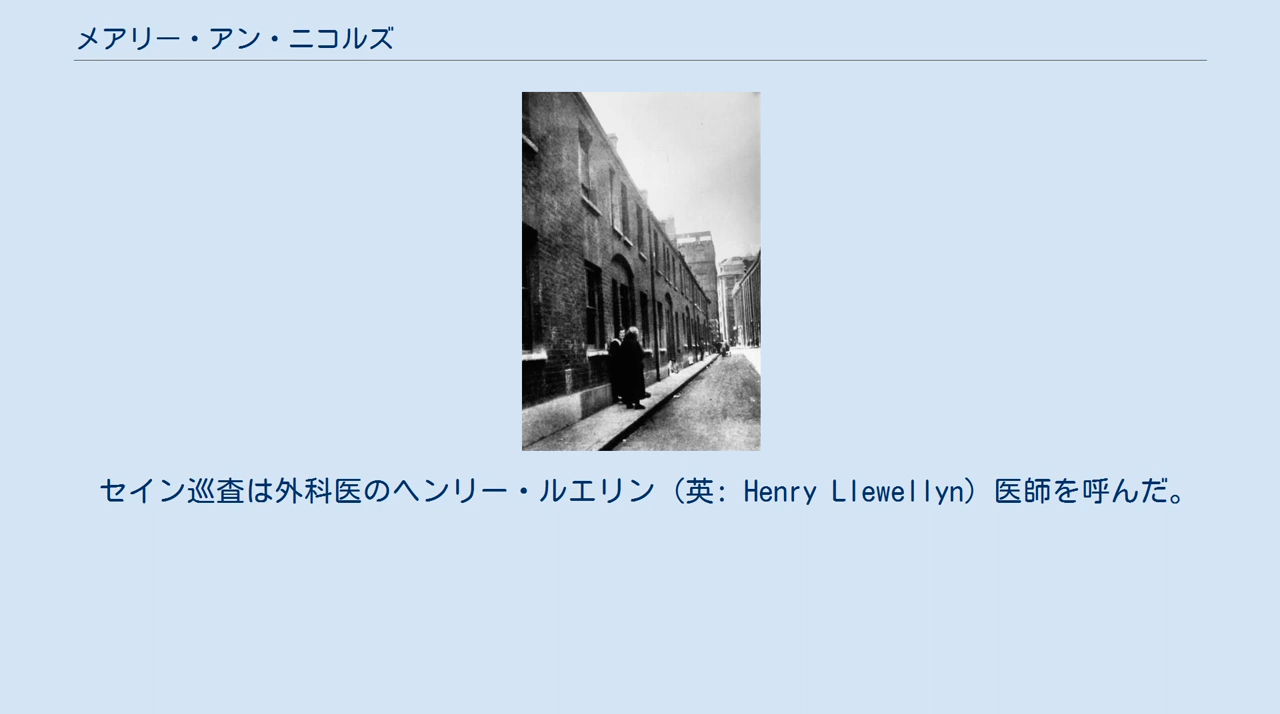 メアリー・アン・ニコルズ
セイン巡査は外科医のヘンリー・ルエリン（英: Henry Llewellyn）医師を呼んだ。